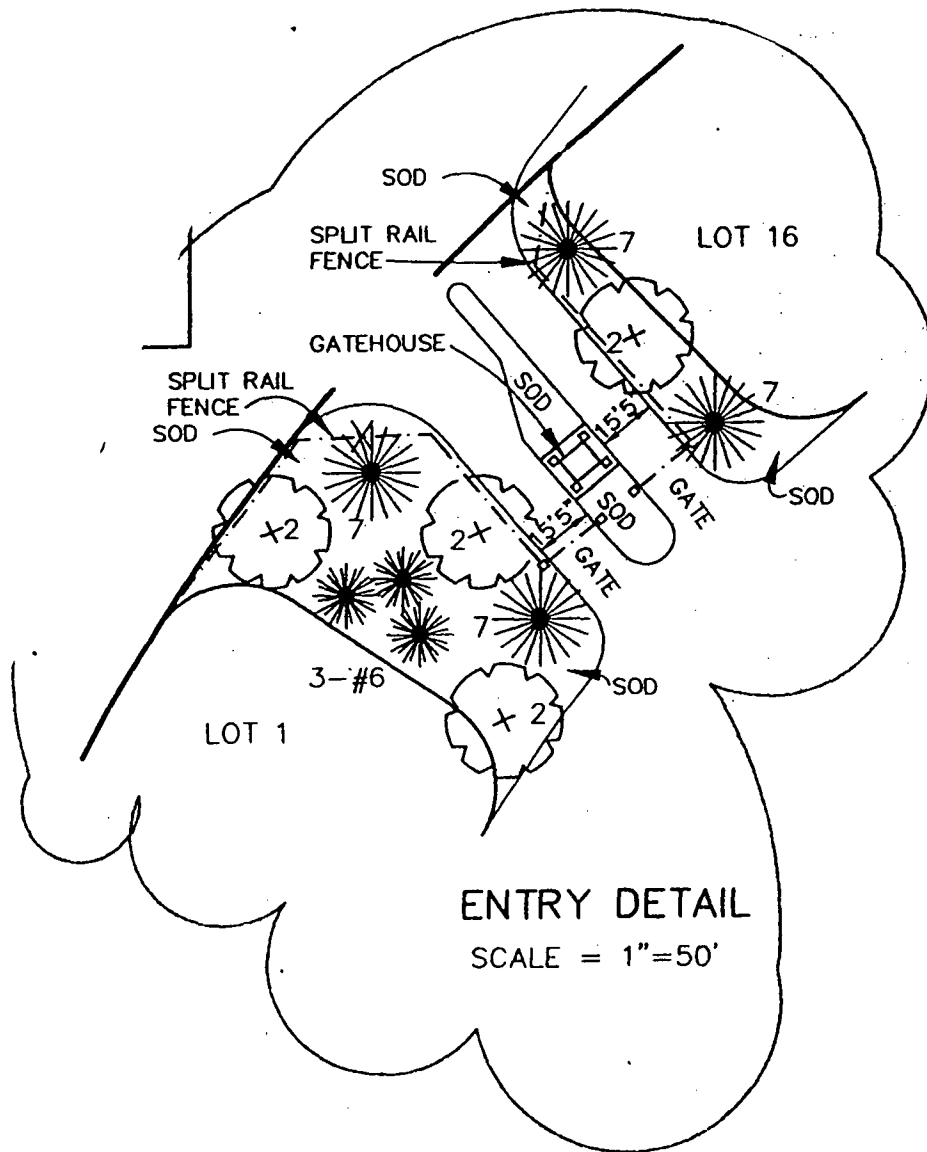 SOD
SPLIT RAIL
FENCE
7
LOT 16
GATEHOUSE
2
SOD
7
15'5'
SPLIT RAIL
FENCE
SOD
SOD
GATE
SOD
2
7
2
5'5'
GATE
7
SOD
3-#6
2
LOT 1
ENTRY DETAIL
SCALE = 1"=50'